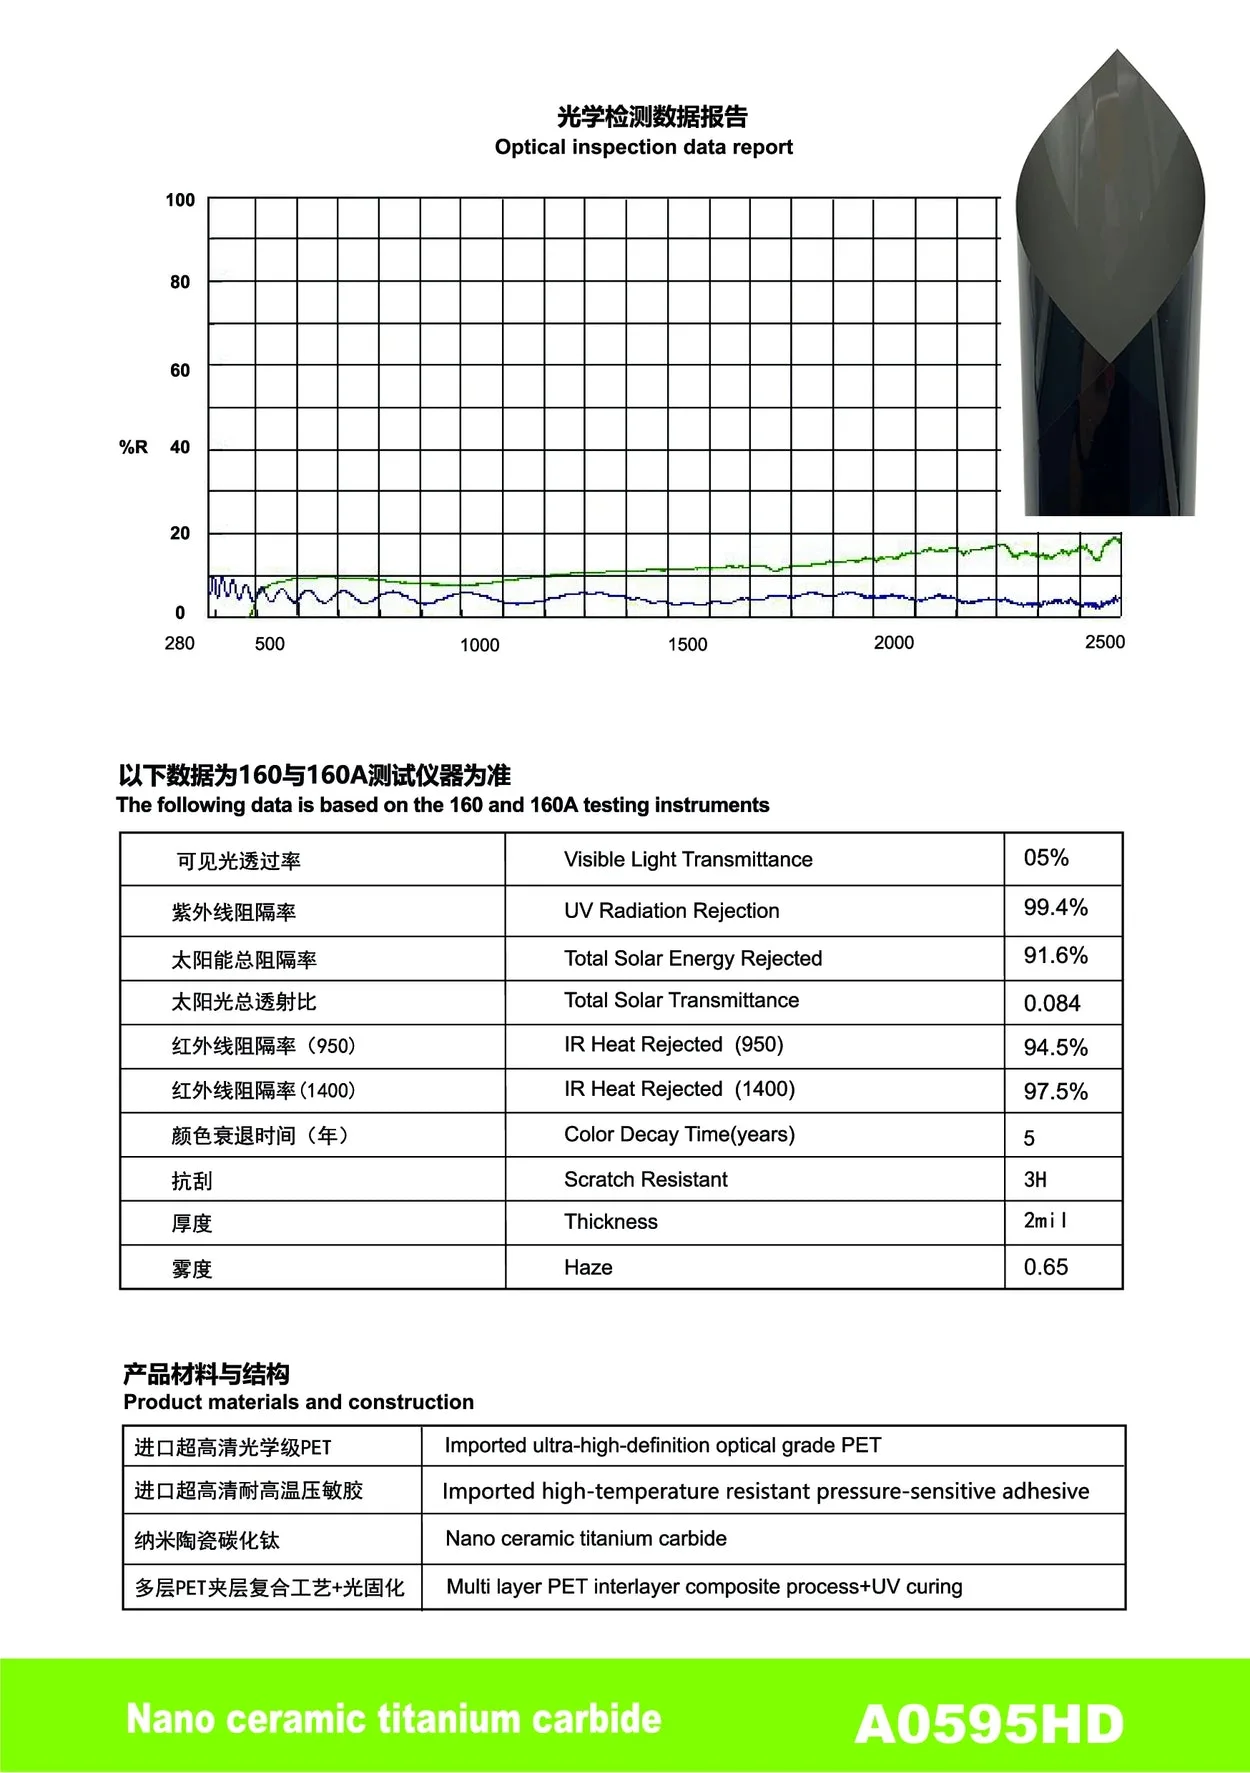 光学检测数据报告
Optical inspection data report
100
80
60
%R 40
20
0
280 500 1000 1500 2000 2500
以下数据为160与160A测试仪器为准
The following data is based on the 160 and 160A testing instruments
可见光透过率 Visible Light Transmittance 05%
紫外线阻隔率 UV Radiation Rejection 99.4%
太阳能总阻隔率 Total Solar Energy Rejected 91.6%
太阳光总透射比 Total Solar Transmittance 0.084
红外线阻隔率（950） IR Heat Rejected (950) 94.5%
红外线阻隔率(1400) IR Heat Rejected (1400) 97.5%
颜色衰退时间（年） Color Decay Time(years) 5
抗刮 Scratch Resistant 3H
厚度 Thickness 2mil
雾度 Haze 0.65
产品材料与结构
Product materials and construction
进口超高清光学级PET Imported ultra-high-definition optical grade PET
进口超高清耐高温压敏胶 Imported high-temperature resistant pressure-sensitive adhesive
纳米陶瓷碳化钛 Nano ceramic titanium carbide
多层PET夹层复合工艺+光固化 Multi layer PET interlayer composite process+UV curing
Nano ceramic titanium carbide A0595HD